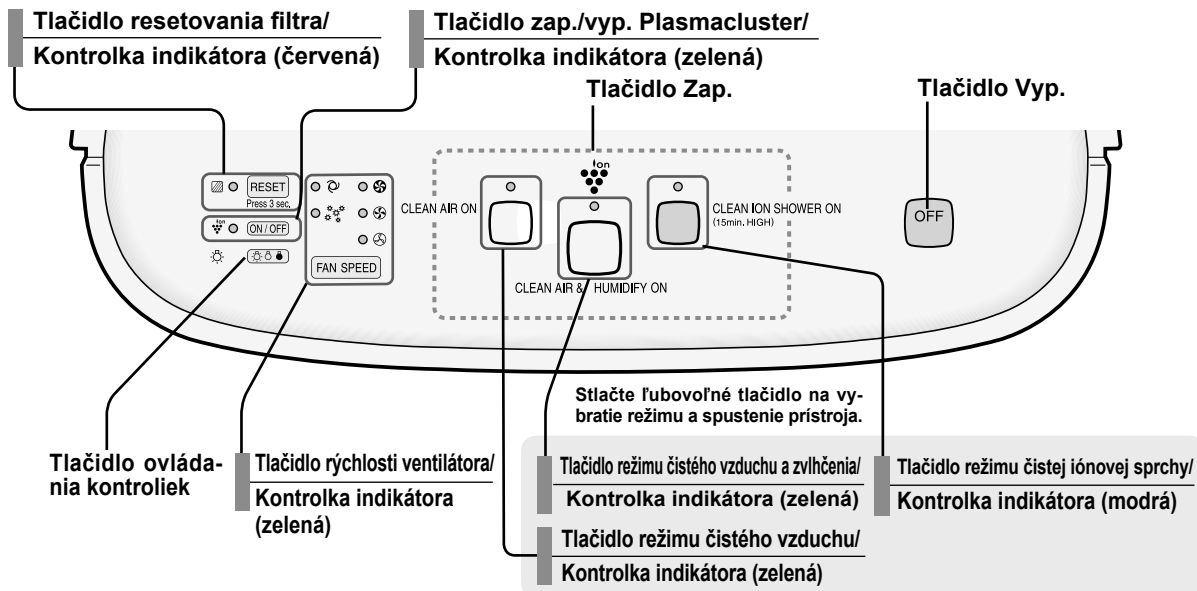 Tlačidlo resetovania filtra/
Kontrolka indikátora (červená)
Tlačidlo zap./vyp. Plasmacluster/
Kontrolka indikátora (zelená)
Tlačidlo Zap.
Tlačidlo Vyp.
RESET
Press 3 sec.
ion
ON / OFF
FAN SPEED
CLEAN AIR ON
ion
CLEAN AIR & HUMIDIFY ON
CLEAN ION SHOWER ON
(15min. HIGH)
OFF
Stlačte ľubovoľné tlačidlo na vy-
bratie režimu a spustenie prístroja.
Tlačidlo ovláda-
nia kontroliek
Tlačidlo rýchlosti ventilátora/
Kontrolka indikátora
(zelená)
Tlačidlo režimu čistého vzduchu a zvlhčenia/
Kontrolka indikátora (zelená)
Tlačidlo režimu čistej iónovej sprchy/
Kontrolka indikátora (modrá)
Tlačidlo režimu čistého vzduchu/
Kontrolka indikátora (zelená)